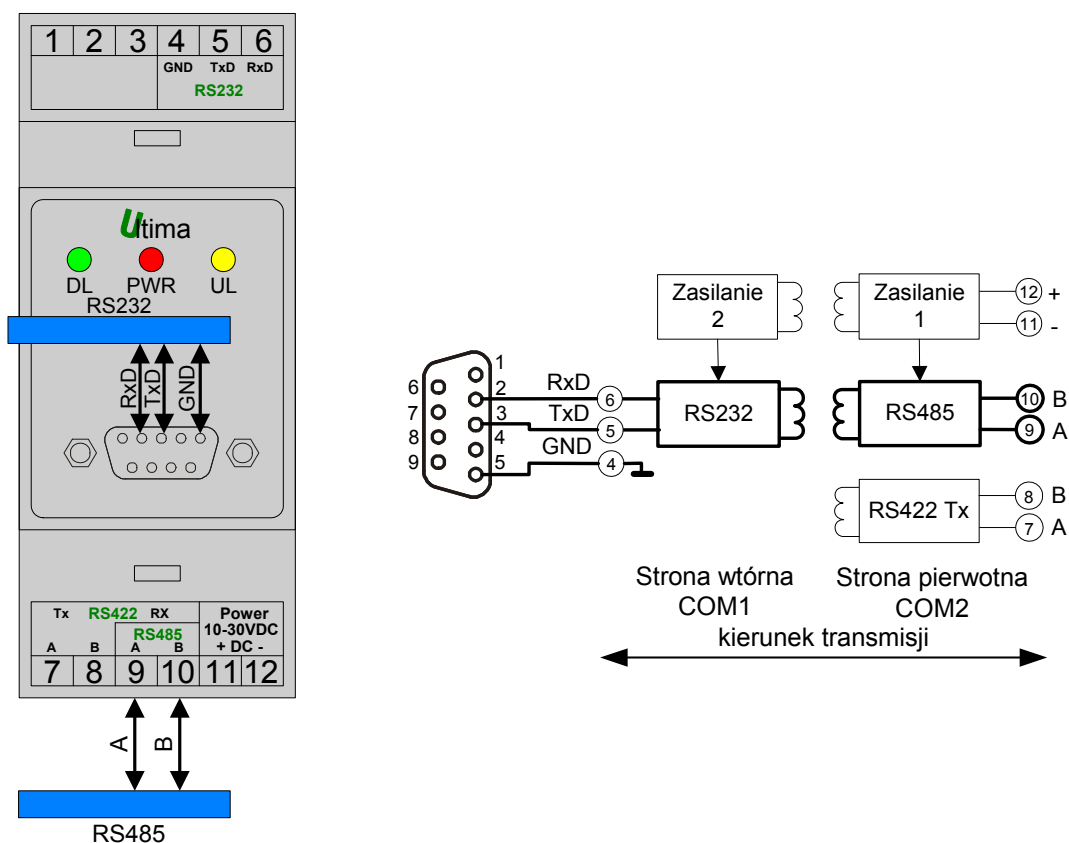 1 2 3 4 5 6
GND TxD RxD
RS232
Ultima
DL PWR UL
RS232
RxD
TxD
GND
Tx RS422 RX Power
RS485 10-30VDC
A B A B + DC -
7 8 9 10 11 12
A
B
RS485
Zasilanie
2
Zasilanie
1
12 +
11 -
1
2
3
4
5
6
7
8
9
RxD
TxD
GND
6
5
4
RS232
RS485
10 B
9 A
RS422 Tx
8 B
7 A
Strona wtórna
COM1
Strona pierwotna
COM2
kierunek transmisji